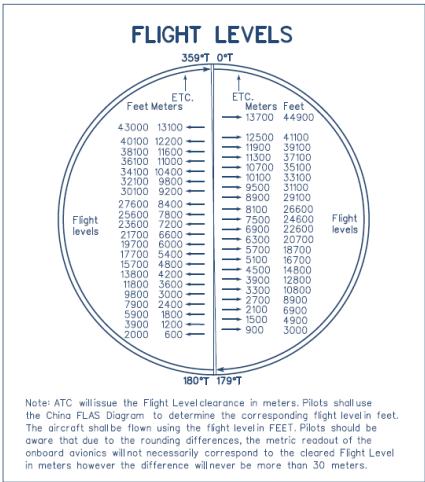 FLIGHT LEVELS
359°T 0°T
ETC.
Feet Meters
43000 13100
40100 12200
38100 11600
36100 11000
34100 10400
32100 9800
30100 9200
27600 8400
25600 7800
23600 7200
21700 6600
19700 6000
17700 5400
15700 4800
13800 4200
11800 3600
9800 3000
7900 2400
5900 1800
3900 1200
2000 600
Flight
levels
ETC.
Meters Feet
13700 44900
12500 41100
11900 39100
11300 37100
10700 35100
10100 33100
9500 31100
8900 29100
8100 26600
7500 24600
6900 22600
6300 20700
5700 18700
5100 16700
4500 14800
3900 12800
3300 10800
2700 8900
2100 6900
1500 4900
900 3000
Flight
levels
180°T 179°T
Note: ATC will issue the Flight Level clearance in meters. Pilots shall use
the China FLAS Diagram to determine the corresponding flight level in feet.
The aircraft shall be flown using the flight level in FEET. Pilots should be
aware that due to the rounding differences, the metric readout of the
onboard avionics will not necessarily correspond to the cleared Flight Level
in meters however the difference will never be more than 30 meters.